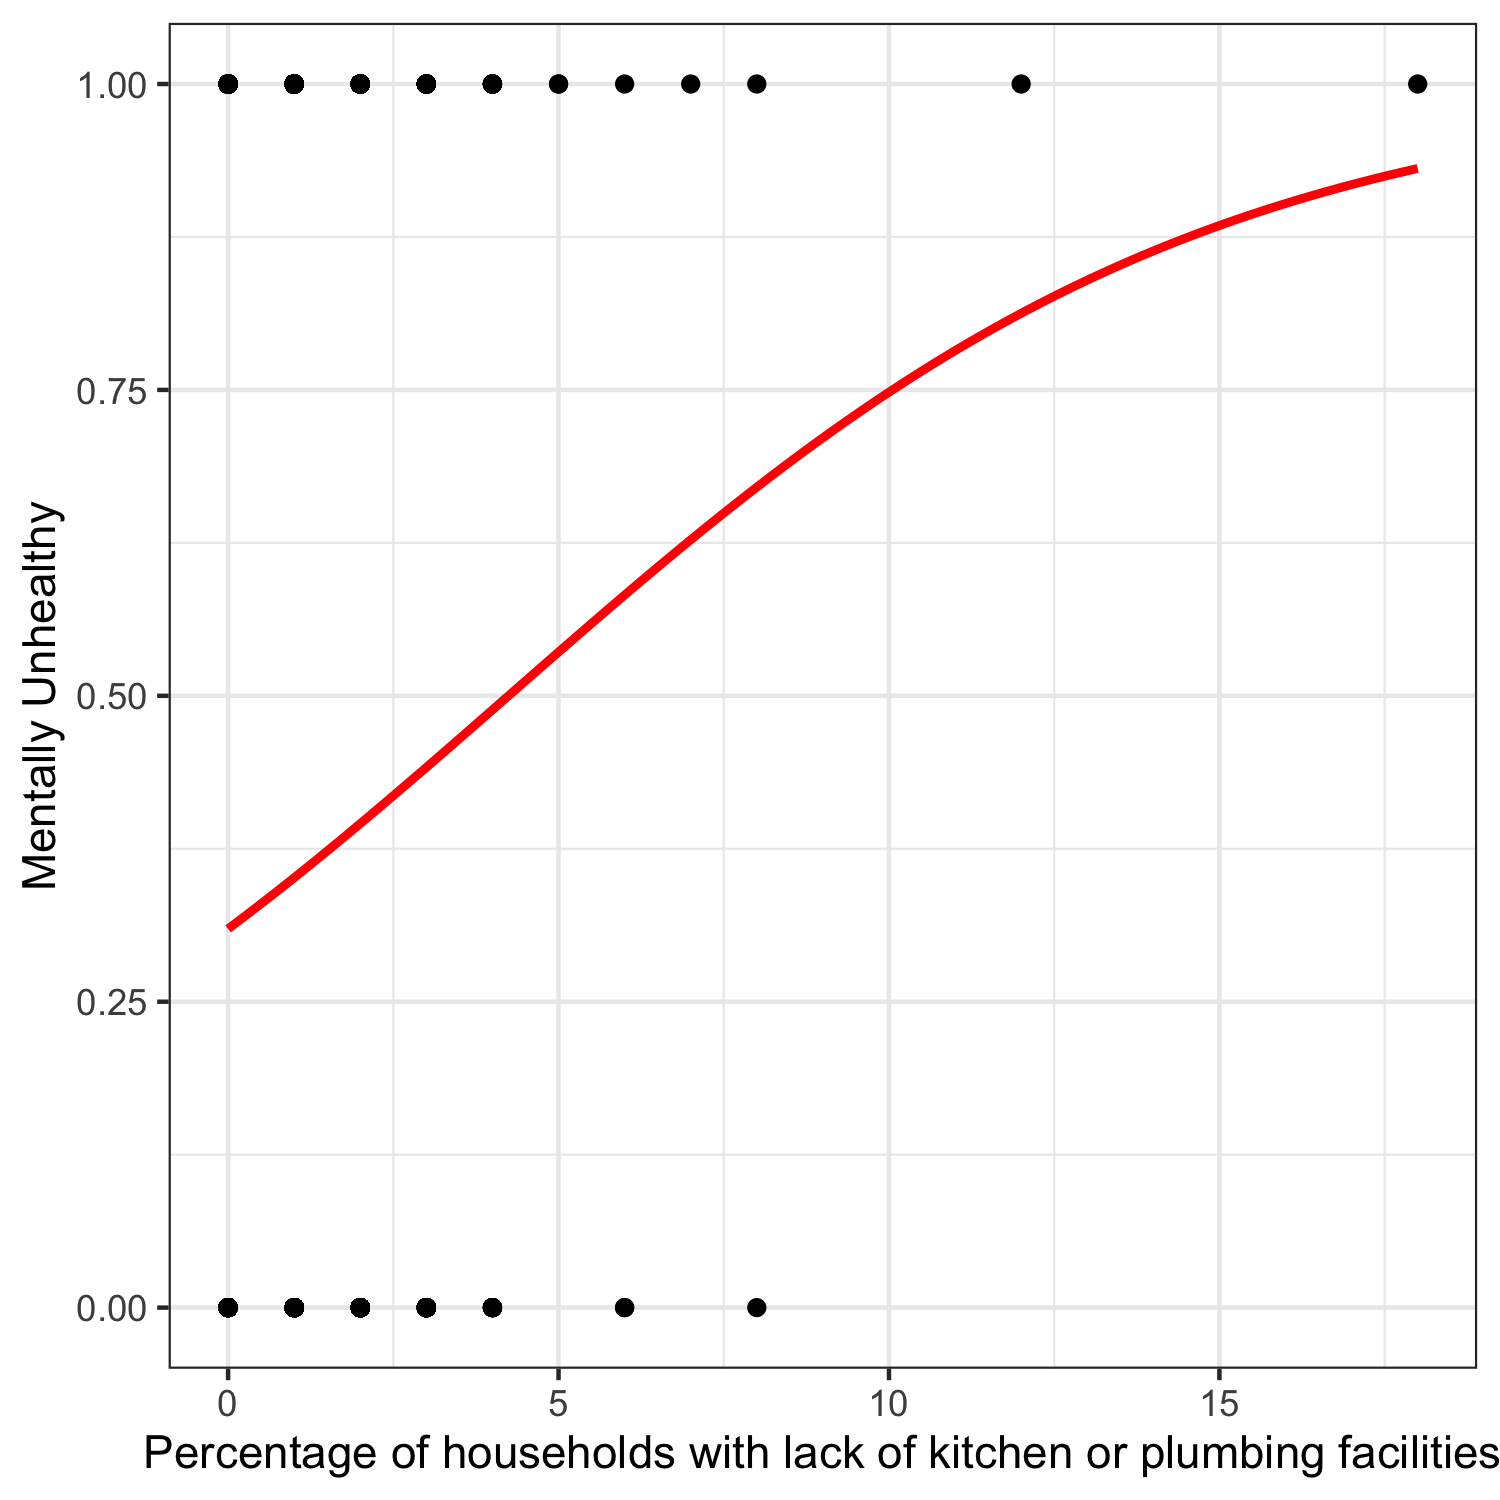 1.00
0.75
0.50
0.25
0.00
Mentally Unhealthy
0 5 10 15
Percentage of households with lack of kitchen or plumbing facilities